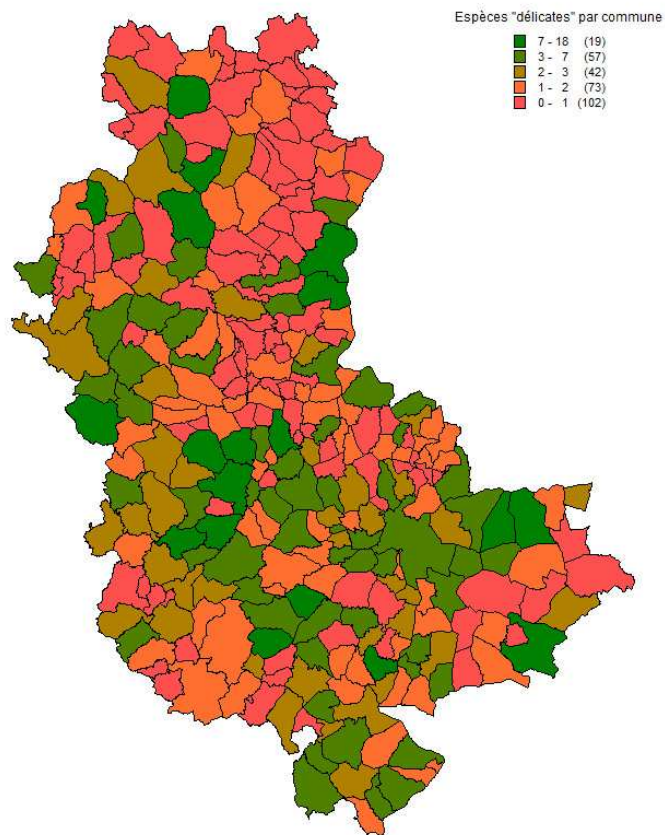 Espèces "délicates" par commune
7 - 18 (19)
3 - 7 (57)
2 - 3 (42)
1 - 2 (73)
0 - 1 (102)